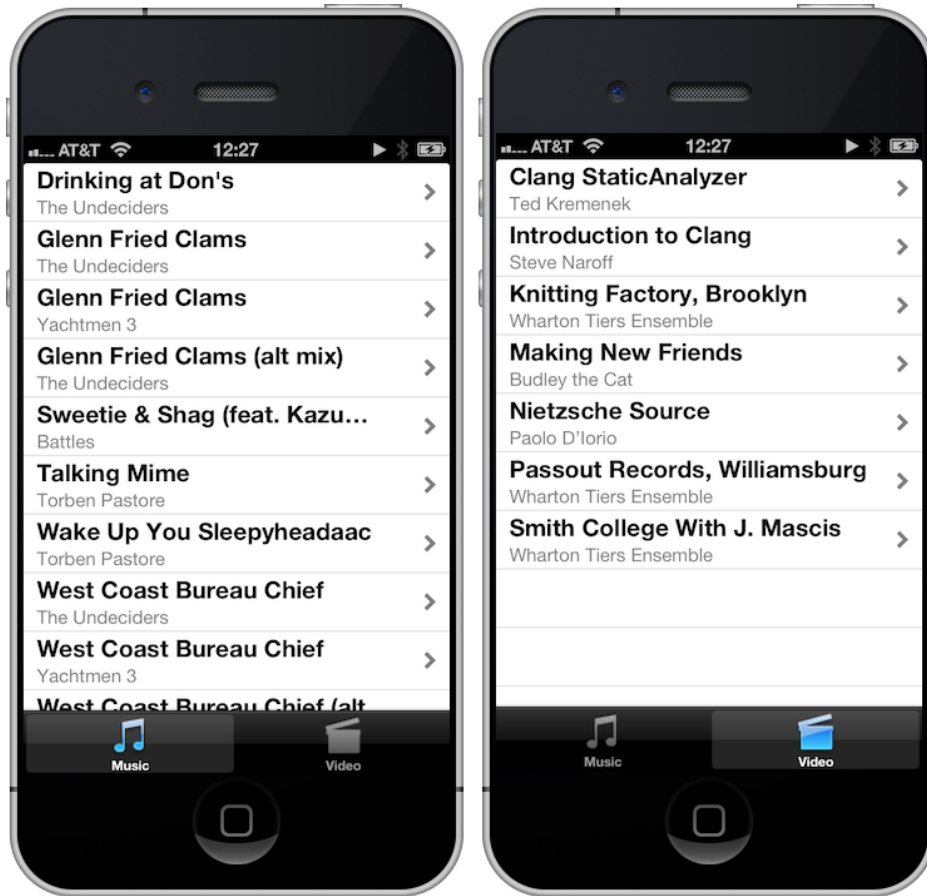 AT&T 12:27
Drinking at Don's
The Undeciders
Glenn Fried Clams
The Undeciders
Glenn Fried Clams
Yachtmen 3
Glenn Fried Clams (alt mix)
The Undeciders
Sweetie & Shag (feat. Kazu…
Battles
Talking Mime
Torben Pastore
Wake Up You Sleepyheadaac
Torben Pastore
West Coast Bureau Chief
The Undeciders
West Coast Bureau Chief
Yachtmen 3
West Coast Bureau Chief (alt
Music Video
AT&T 12:27
Clang StaticAnalyzer
Ted Kremenek
Introduction to Clang
Steve Naroff
Knitting Factory, Brooklyn
Wharton Tiers Ensemble
Making New Friends
Budley the Cat
Nietzsche Source
Paolo D’Iorio
Passout Records, Williamsburg
Wharton Tiers Ensemble
Smith College With J. Mascis
Wharton Tiers Ensemble
Music Video